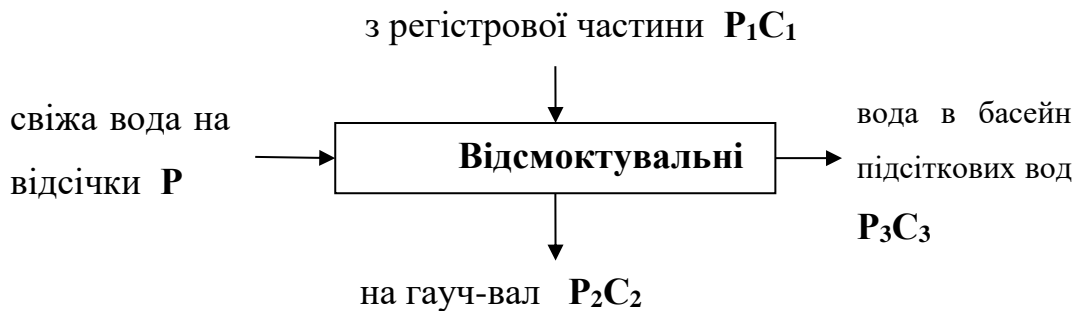 з регістрової частини P₁C₁
свіжа вода на
відсічки P
Відсмоктувальні
вода в басейн
підсіткових вод
P₃C₃
на гауч-вал P₂C₂